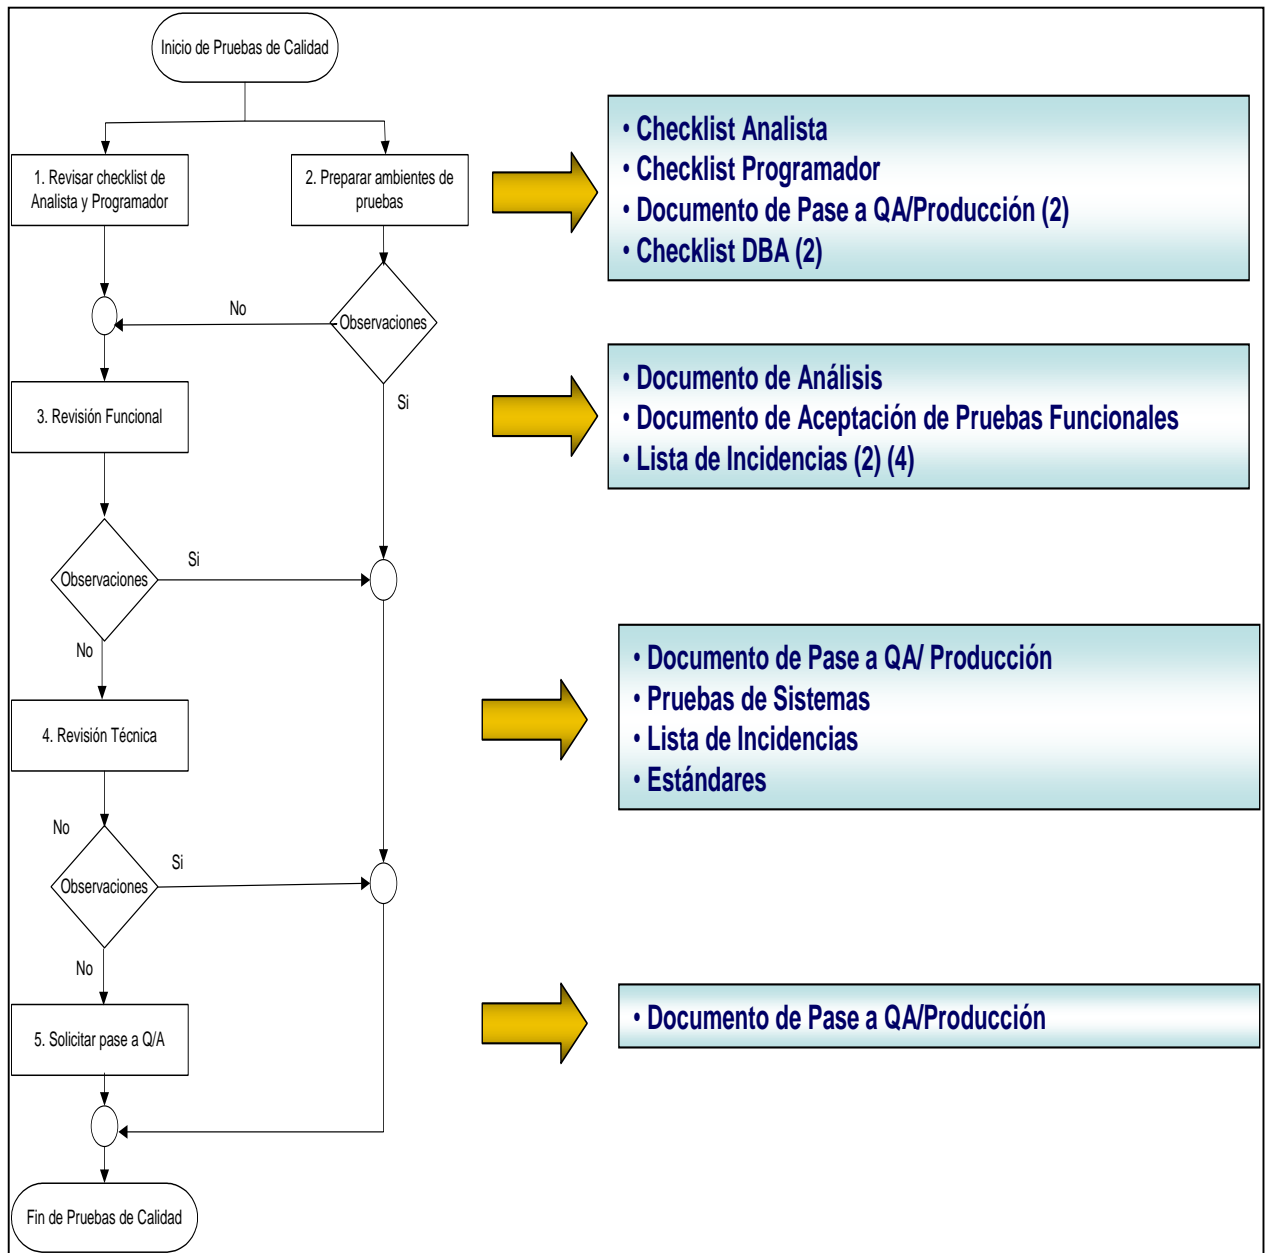 Inicio de Pruebas de Calidad
1. Revisar checklist de
Analista y Programador
2. Preparar ambientes de
pruebas
• Checklist Analista
• Checklist Programador
• Documento de Pase a QA/Producción (2)
• Checklist DBA (2)
No
Observaciones
Si
3. Revisión Funcional
• Documento de Análisis
• Documento de Aceptación de Pruebas Funcionales
• Lista de Incidencias (2) (4)
Observaciones
Si
No
4. Revisión Técnica
• Documento de Pase a QA/ Producción
• Pruebas de Sistemas
• Lista de Incidencias
• Estándares
No
Observaciones
Si
No
5. Solicitar pase a Q/A
• Documento de Pase a QA/Producción
Fin de Pruebas de Calidad